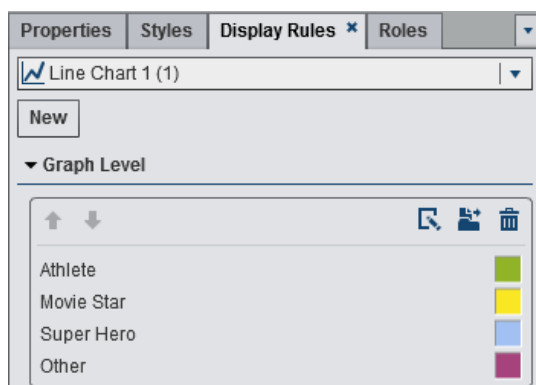 Properties Styles Display Rules Roles
Line Chart 1 (1)
New
Graph Level
Athlete
Movie Star
Super Hero
Other